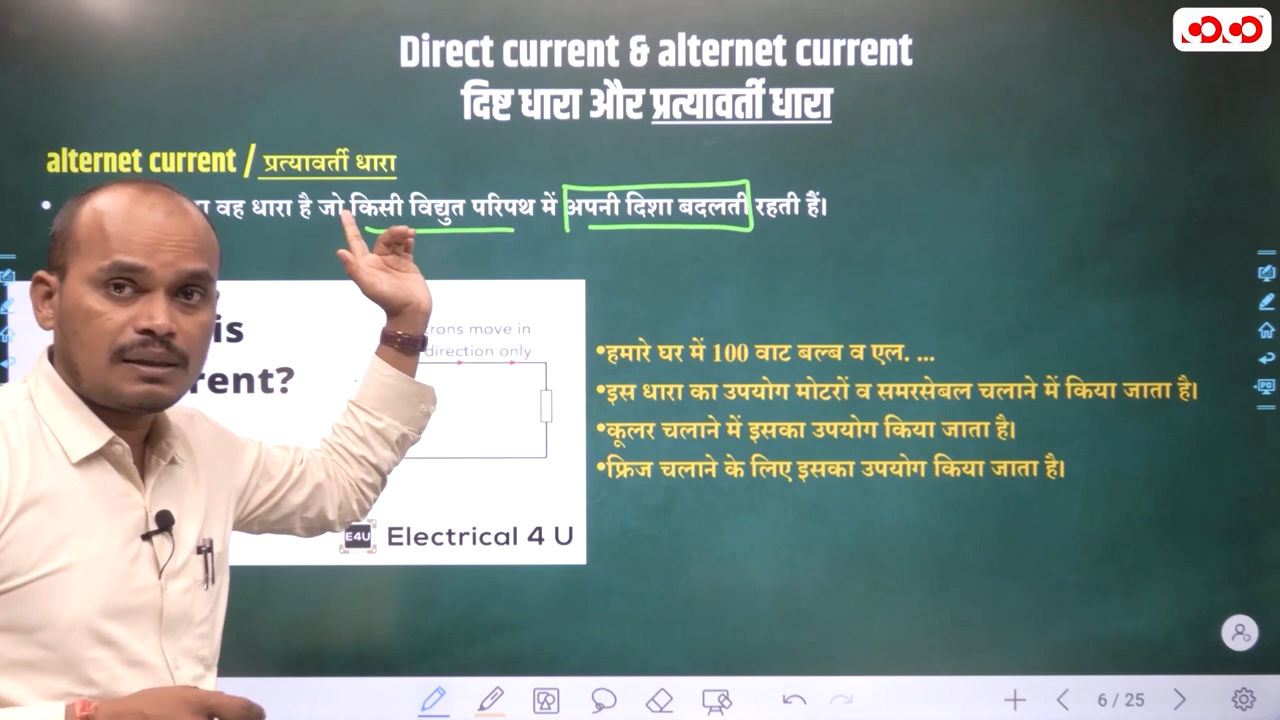 Direct current & alternet current
दिष्ट धारा और प्रत्यावर्ती धारा
alternet current / प्रत्यावर्ती धारा
वह धारा है जो किसी विद्युत परिपथ में अपनी दिशा बदलती रहती हैं।
is
rent?
trons move in
direction only
E4U Electrical 4 U
•हमारे घर में 100 वाट बल्ब व एल. ...
•इस धारा का उपयोग मोटरों व समरसेबल चलाने में किया जाता है।
•कूलर चलाने में इसका उपयोग किया जाता है।
•फ्रिज चलाने के लिए इसका उपयोग किया जाता है।
PC
6 / 25